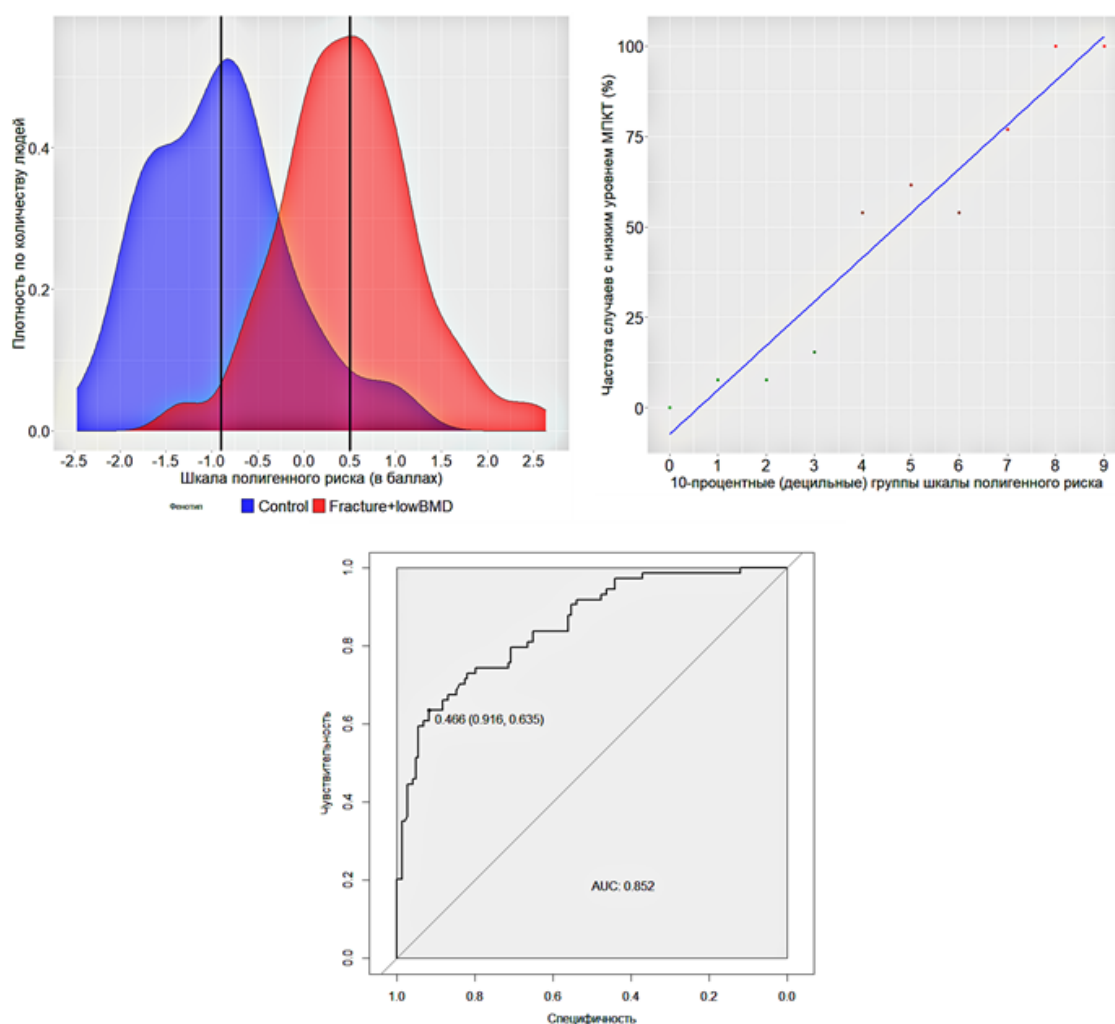 Плотность по количеству людей
0.4
0.2
0.0
-2.5 -2.0 -1.5 -1.0 -0.5 0.0 0.5 1.0 1.5 2.0 2.5
Шкала полигенного риска (в баллах)
Фенотип Control Fracture+lowBMD
Частота случаев с низким уровнем МПКТ (%)
100
75
50
25
0
0 1 2 3 4 5 6 7 8 9
10-процентные (децильные) группы шкалы полигенного риска
Чувствительность
1.0
0.8
0.6
0.4
0.2
0.0
0.466 (0.916, 0.635)
AUC: 0.852
1.0 0.8 0.6 0.4 0.2 0.0
Специфичность